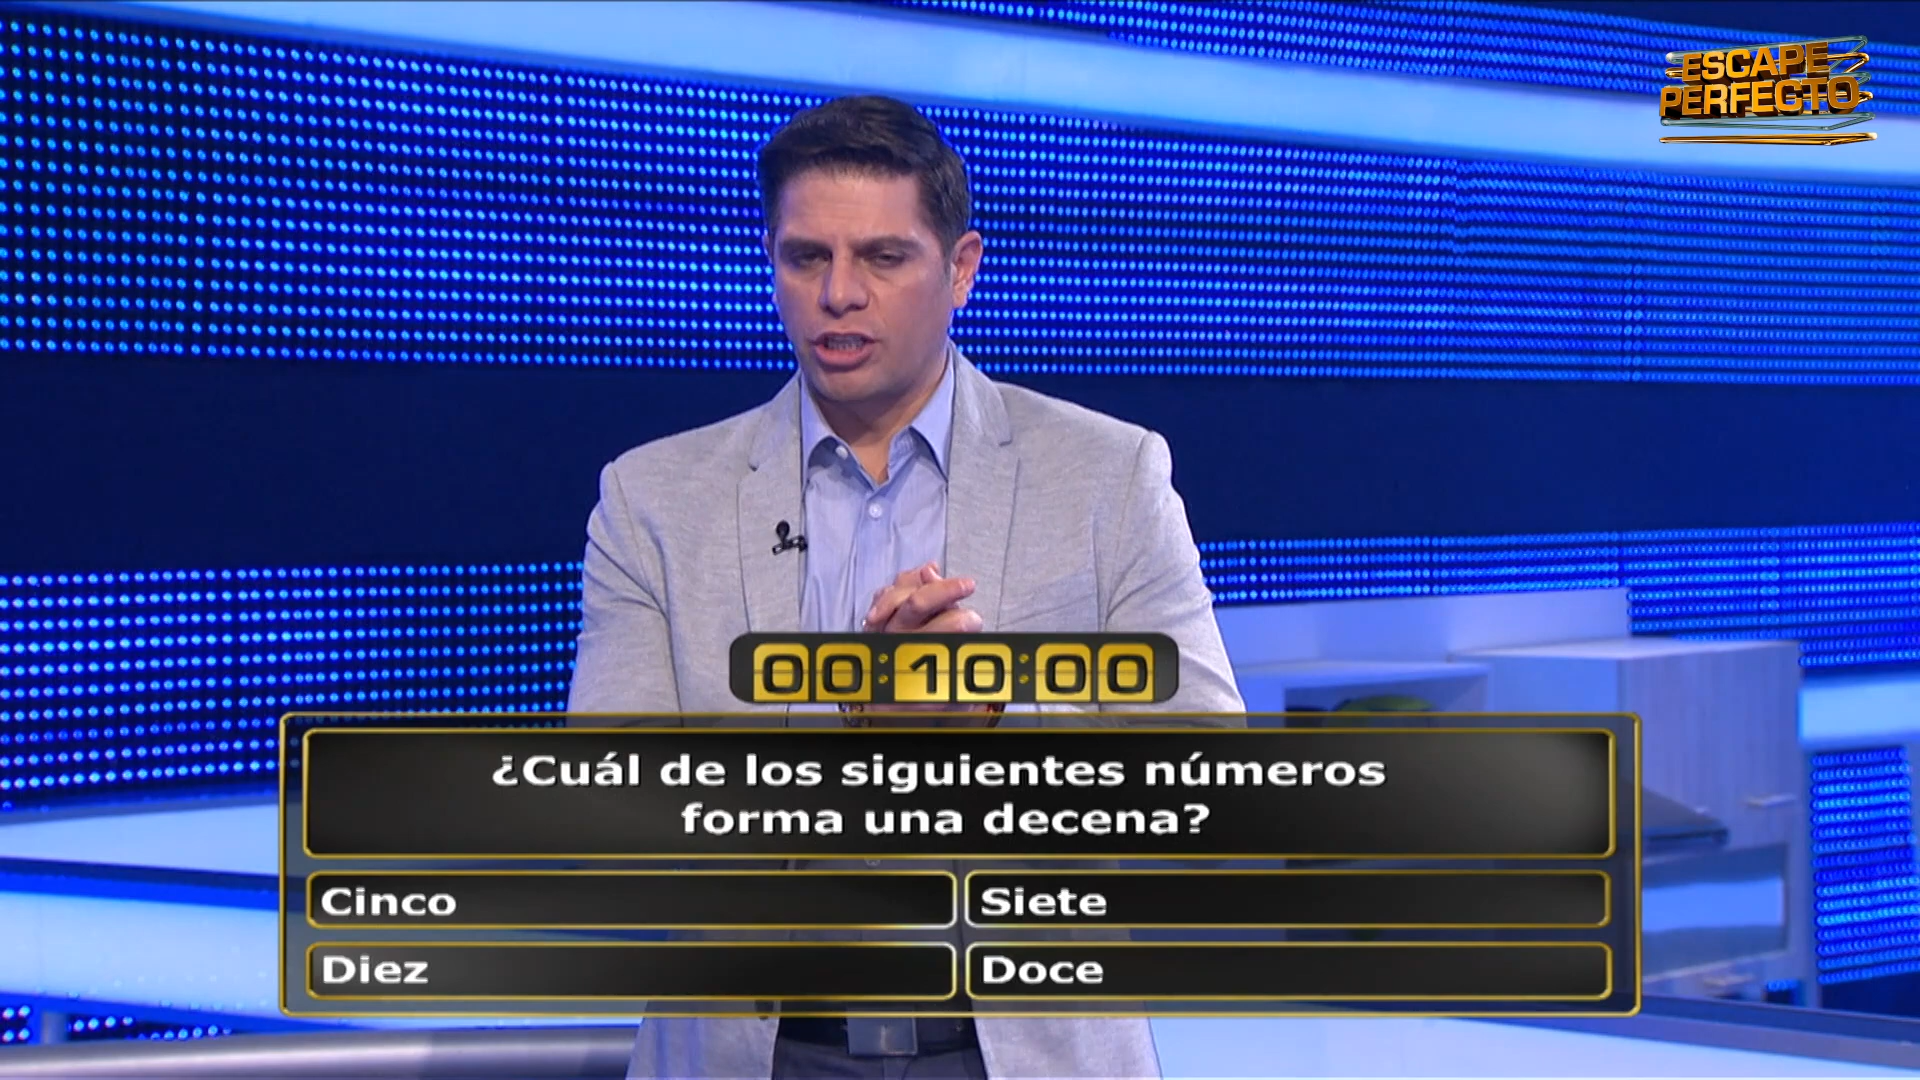 ESCAPE
PERFECTO
00:10:00
¿Cuál de los siguientes números
forma una decena?
Cinco
Siete
Diez
Doce